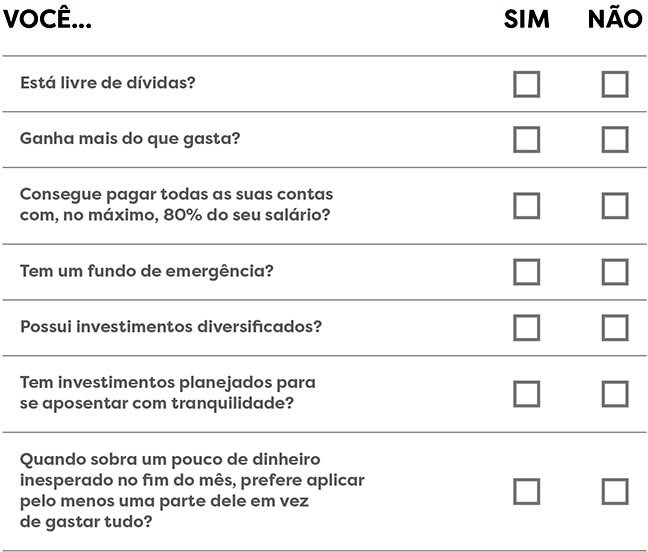 VOCÊ... SIM NÃO
Está livre de dívidas?
Ganha mais do que gasta?
Consegue pagar todas as suas contas
com, no máximo, 80% do seu salário?
Tem um fundo de emergência?
Possui investimentos diversificados?
Tem investimentos planejados para
se aposentar com tranquilidade?
Quando sobra um pouco de dinheiro
inesperado no fim do mês, prefere aplicar
pelo menos uma parte dele em vez
de gastar tudo?